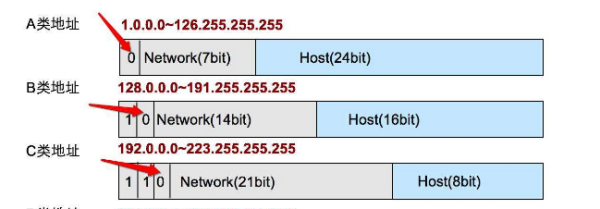 A类地址 1.0.0.0~126.255.255.255
0 Network(7bit) Host(24bit)
B类地址 128.0.0.0~191.255.255.255
1 0 Network(14bit) Host(16bit)
C类地址 192.0.0.0~223.255.255.255
1 1 0 Network(21bit) Host(8bit)